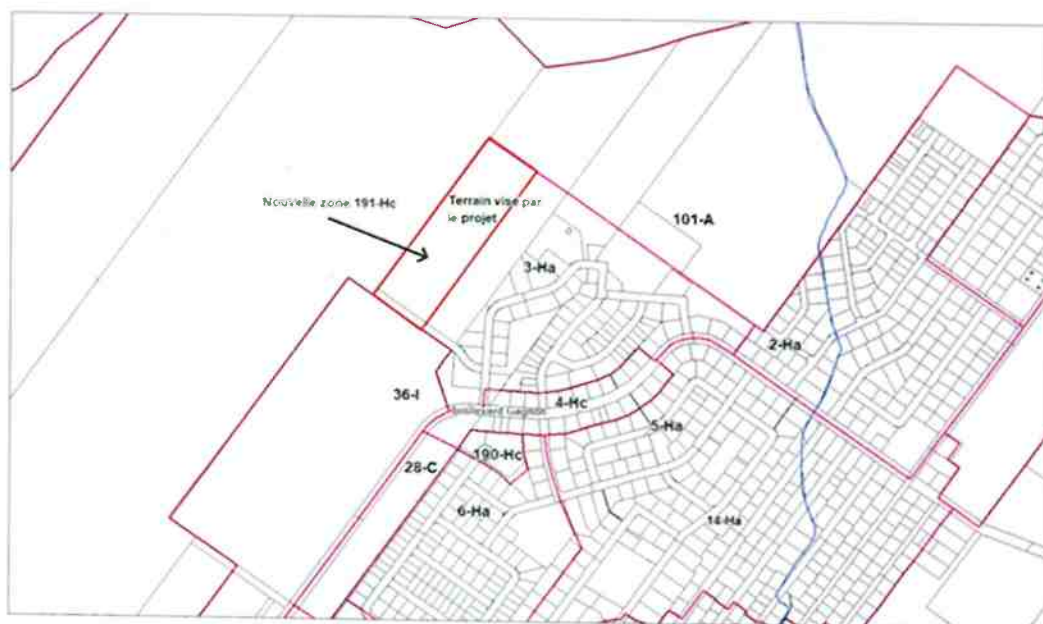 Nouvelle zone 191-Hc
Terrain visé par
le projet
101-A
3-Ha
2-Ha
36-I
4-Hc
5-Ha
190-Hc
28-C
6-Ha
14-Ha